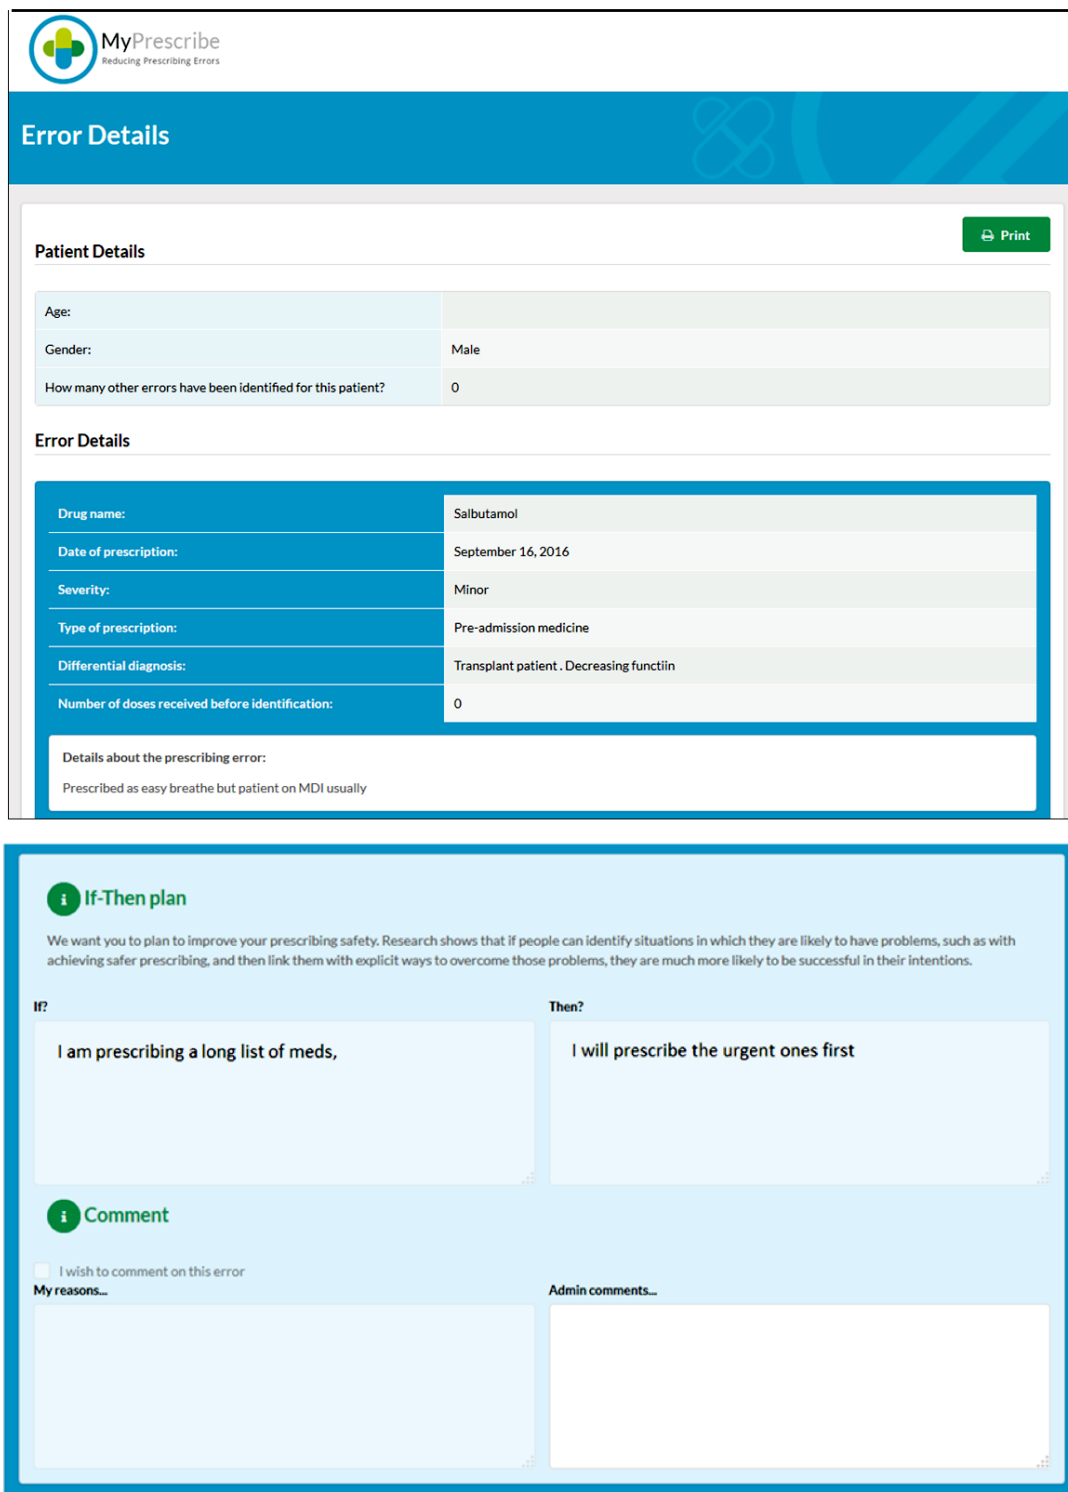 MyPrescribe
Reducing Prescribing Errors
Error Details
Print
Patient Details
Age:
Gender: Male
How many other errors have been identified for this patient? 0
Error Details
Drug name: Salbutamol
Date of prescription: September 16, 2016
Severity: Minor
Type of prescription: Pre-admission medicine
Differential diagnosis: Transplant patient . Decreasing functiin
Number of doses received before identification: 0
Details about the prescribing error:
Prescribed as easy breathe but patient on MDI usually
i If-Then plan
We want you to plan to improve your prescribing safety. Research shows that if people can identify situations in which they are likely to have problems, such as with
achieving safer prescribing, and then link them with explicit ways to overcome those problems, they are much more likely to be successful in their intentions.
If? Then?
I am prescribing a long list of meds, I will prescribe the urgent ones first
i Comment
I wish to comment on this error
My reasons... Admin comments...